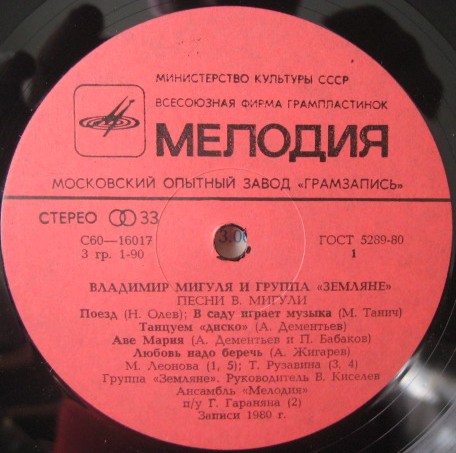 МИНИСТЕРСТВО КУЛЬТУРЫ СССР
ВСЕСОЮЗНАЯ ФИРМА ГРАМПЛАСТИНОК
МЕЛОДИЯ
МОСКОВСКИЙ ОПЫТНЫЙ ЗАВОД «ГРАМЗАПИСЬ»
СТЕРЕО 33
С60—16017 ГОСТ 5289-80
3 гр. 1-90 1
ВЛАДИМИР МИГУЛЯ И ГРУППА «ЗЕМЛЯНЕ»
ПЕСНИ В. МИГУЛИ
Поезд (Н. Олев); В саду играет музыка (М. Танич)
Танцуем «диско» (А. Дементьев)
Аве Мария (А. Дементьев и П. Бабаков)
Любовь надо беречь (А. Жигарев)
М. Леонова (1, 5); Т. Рузавина (3, 4)
Группа «Земляне». Руководитель В. Киселев
Ансамбль «Мелодия»
п/у Г. Гараняна (2)
Записи 1980 г.